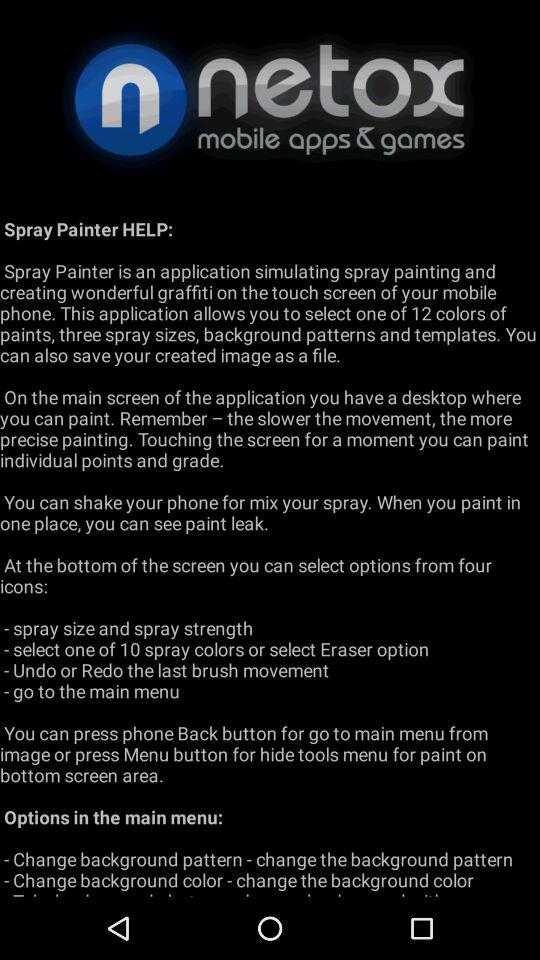 n netox
mobile apps & games
Spray Painter HELP:
Spray Painter is an application simulating spray painting and
creating wonderful graffiti on the touch screen of your mobile
phone. This application allows you to select one of 12 colors of
paints, three spray sizes, background patterns and templates. You
can also save your created image as a file.
On the main screen of the application you have a desktop where
you can paint. Remember – the slower the movement, the more
precise painting. Touching the screen for a moment you can paint
individual points and grade.
You can shake your phone for mix your spray. When you paint in
one place, you can see paint leak.
At the bottom of the screen you can select options from four
icons:
- spray size and spray strength
- select one of 10 spray colors or select Eraser option
- Undo or Redo the last brush movement
- go to the main menu
You can press phone Back button for go to main menu from
image or press Menu button for hide tools menu for paint on
bottom screen area.
Options in the main menu:
- Change background pattern - change the background pattern
- Change background color - change the background color